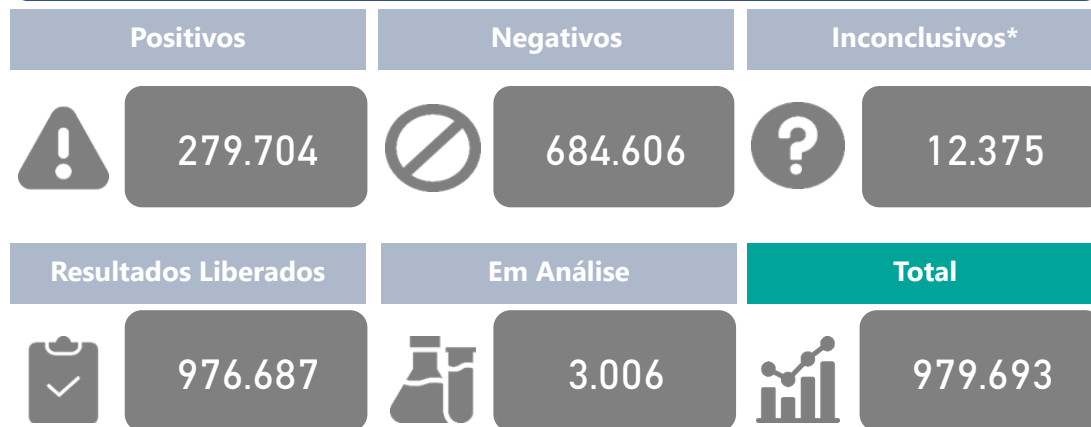 Positivos Negativos Inconclusivos*
279.704 684.606 12.375
Resultados Liberados Em Análise Total
976.687 3.006 979.693